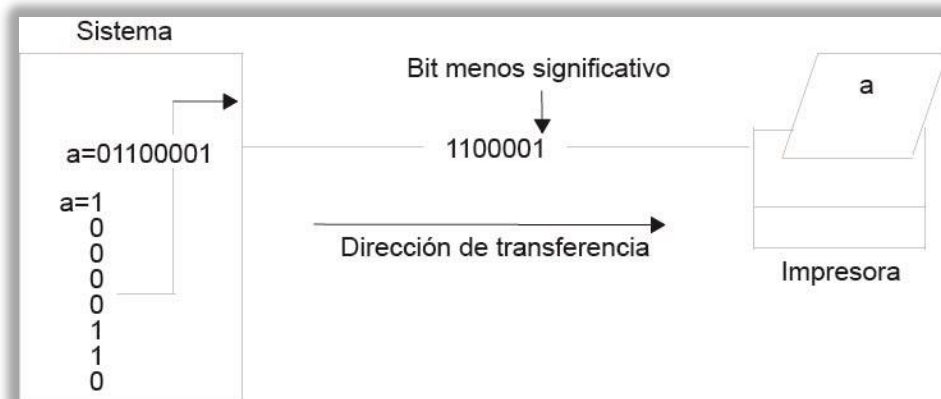 Sistema
Bit menos significativo
a
a=01100001
1100001
a=1
0
0
0
0
1
1
0
Dirección de transferencia
Impresora